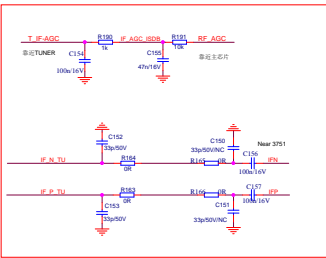 T_IF-AGC R190 IF_AGC_ISDB R191 RF_AGC
1k 10k
靠近TUNER C154 C155 靠近主芯片
47n/16V
100n/16V
C152 C150
33p/50V 33p/50V/NC C156 Near 3751
IF_N_TU R164 R165 0R IFN
0R 100n/16V
IF_P_TU R163 R166 0R C157 IFP
0R 100n/16V
C153 C151
33p/50V
33p/50V/NC